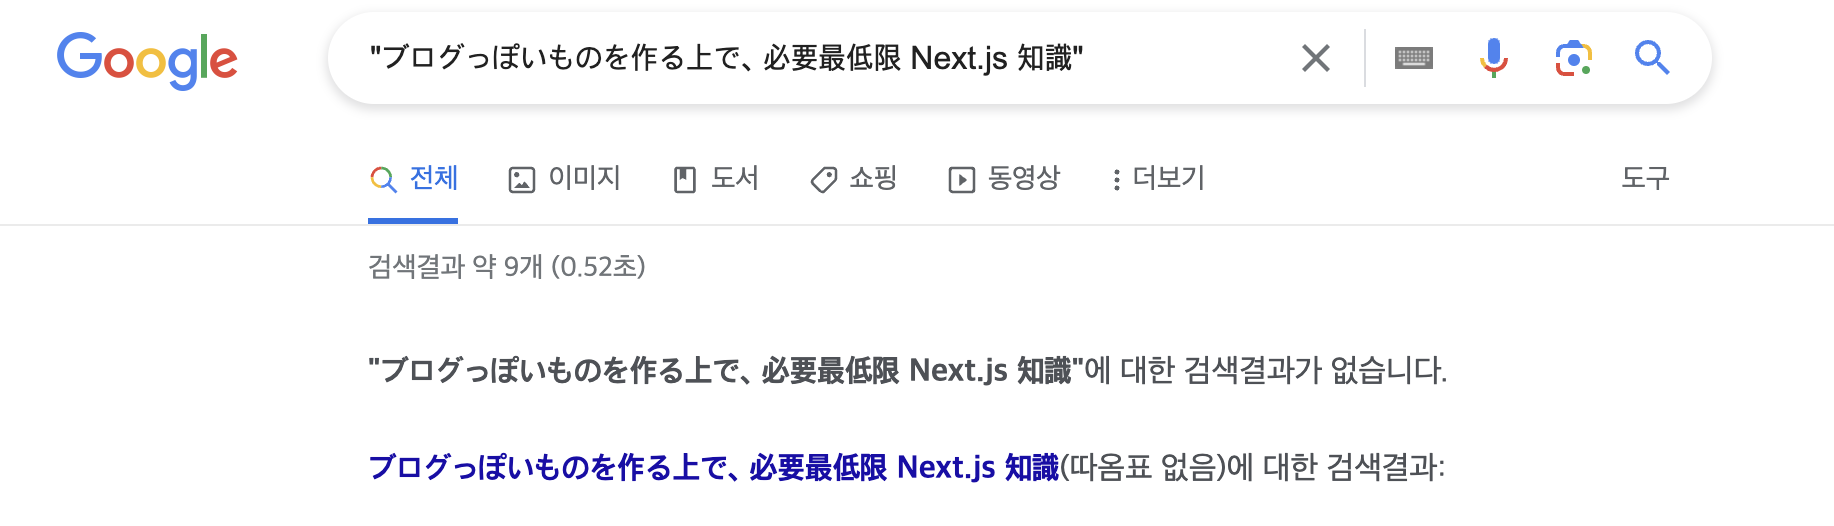 Google
"ブログっぽいものを作る上で、必要最低限 Next.js 知識"
전체 이미지 도서 쇼핑 동영상 더보기 도구
검색결과 약 9개 (0.52초)
"ブログっぽいものを作る上で、必要最低限 Next.js 知識"에 대한 검색결과가 없습니다.
ブログっぽいものを作る上で、必要最低限 Next.js 知識(따옴표 없음)에 대한 검색결과: